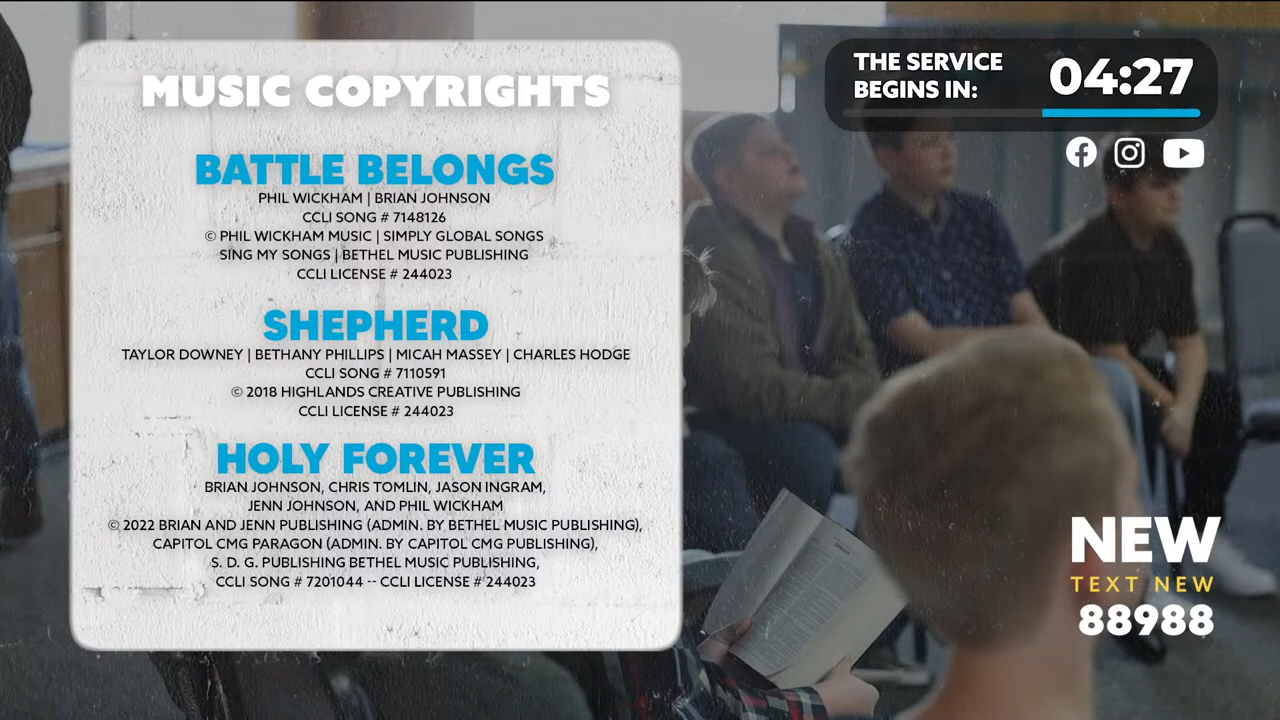 MUSIC COPYRIGHTS
BATTLE BELONGS
PHIL WICKHAM | BRIAN JOHNSON
CCLI SONG # 7148126
© PHIL WICKHAM MUSIC | SIMPLY GLOBAL SONGS
SING MY SONGS | BETHEL MUSIC PUBLISHING
CCLI LICENSE # 244023
SHEPHERD
TAYLOR DOWNEY | BETHANY PHILLIPS | MICAH MASSEY | CHARLES HODGE
CCLI SONG # 7110591
© 2018 HIGHLANDS CREATIVE PUBLISHING
CCLI LICENSE # 244023
HOLY FOREVER
BRIAN JOHNSON, CHRIS TOMLIN, JASON INGRAM,
JENN JOHNSON, AND PHIL WICKHAM
© 2022 BRIAN AND JENN PUBLISHING (ADMIN. BY BETHEL MUSIC PUBLISHING),
CAPITOL CMG PARAGON (ADMIN. BY CAPITOL CMG PUBLISHING),
S. D. G. PUBLISHING BETHEL MUSIC PUBLISHING,
CCLI SONG # 7201044 -- CCLI LICENSE # 244023
THE SERVICE
BEGINS IN:
04:27
NEW
TEXT NEW
88988